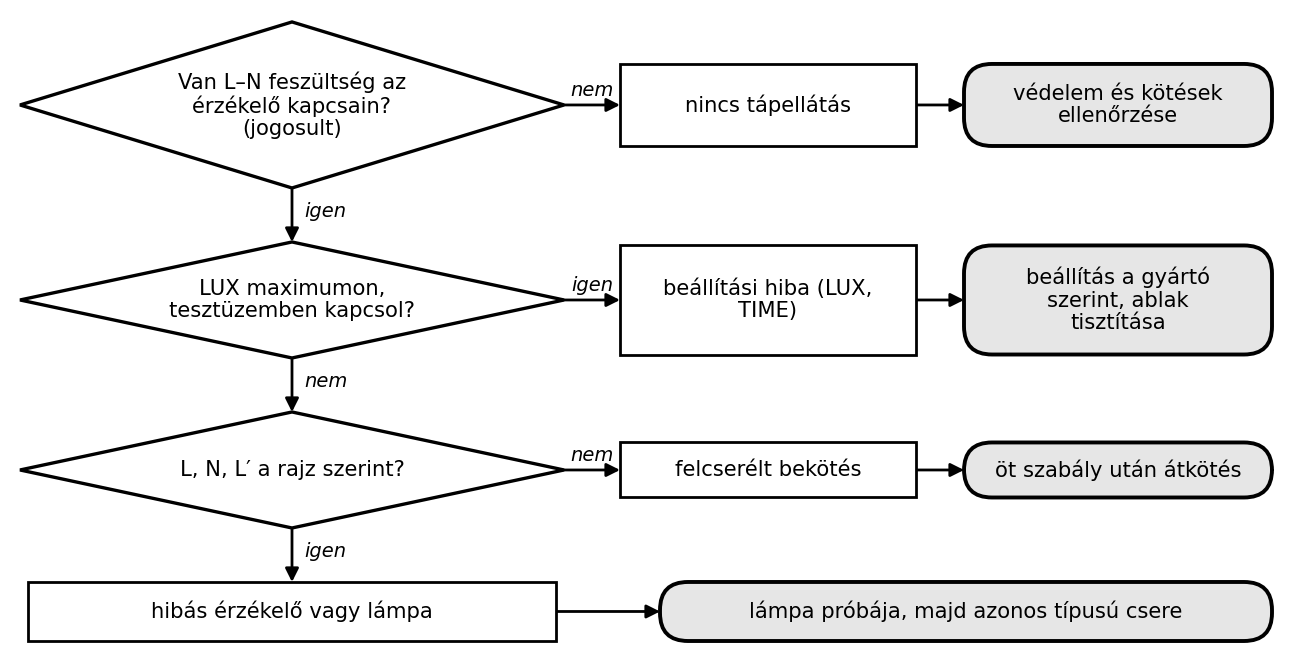 Van L–N feszültség az
érzékelő kapcsain?
(jogosult)
nem
nincs tápellátás
védelem és kötések
ellenőrzése
igen
LUX maximumon,
tesztüzemben kapcsol?
igen
beállítási hiba (LUX,
TIME)
beállítás a gyártó
szerint, ablak
tisztítása
nem
L, N, L′ a rajz szerint?
nem
felcserélt bekötés
öt szabály után átkötés
igen
hibás érzékelő vagy lámpa
lámpa próbája, majd azonos típusú csere